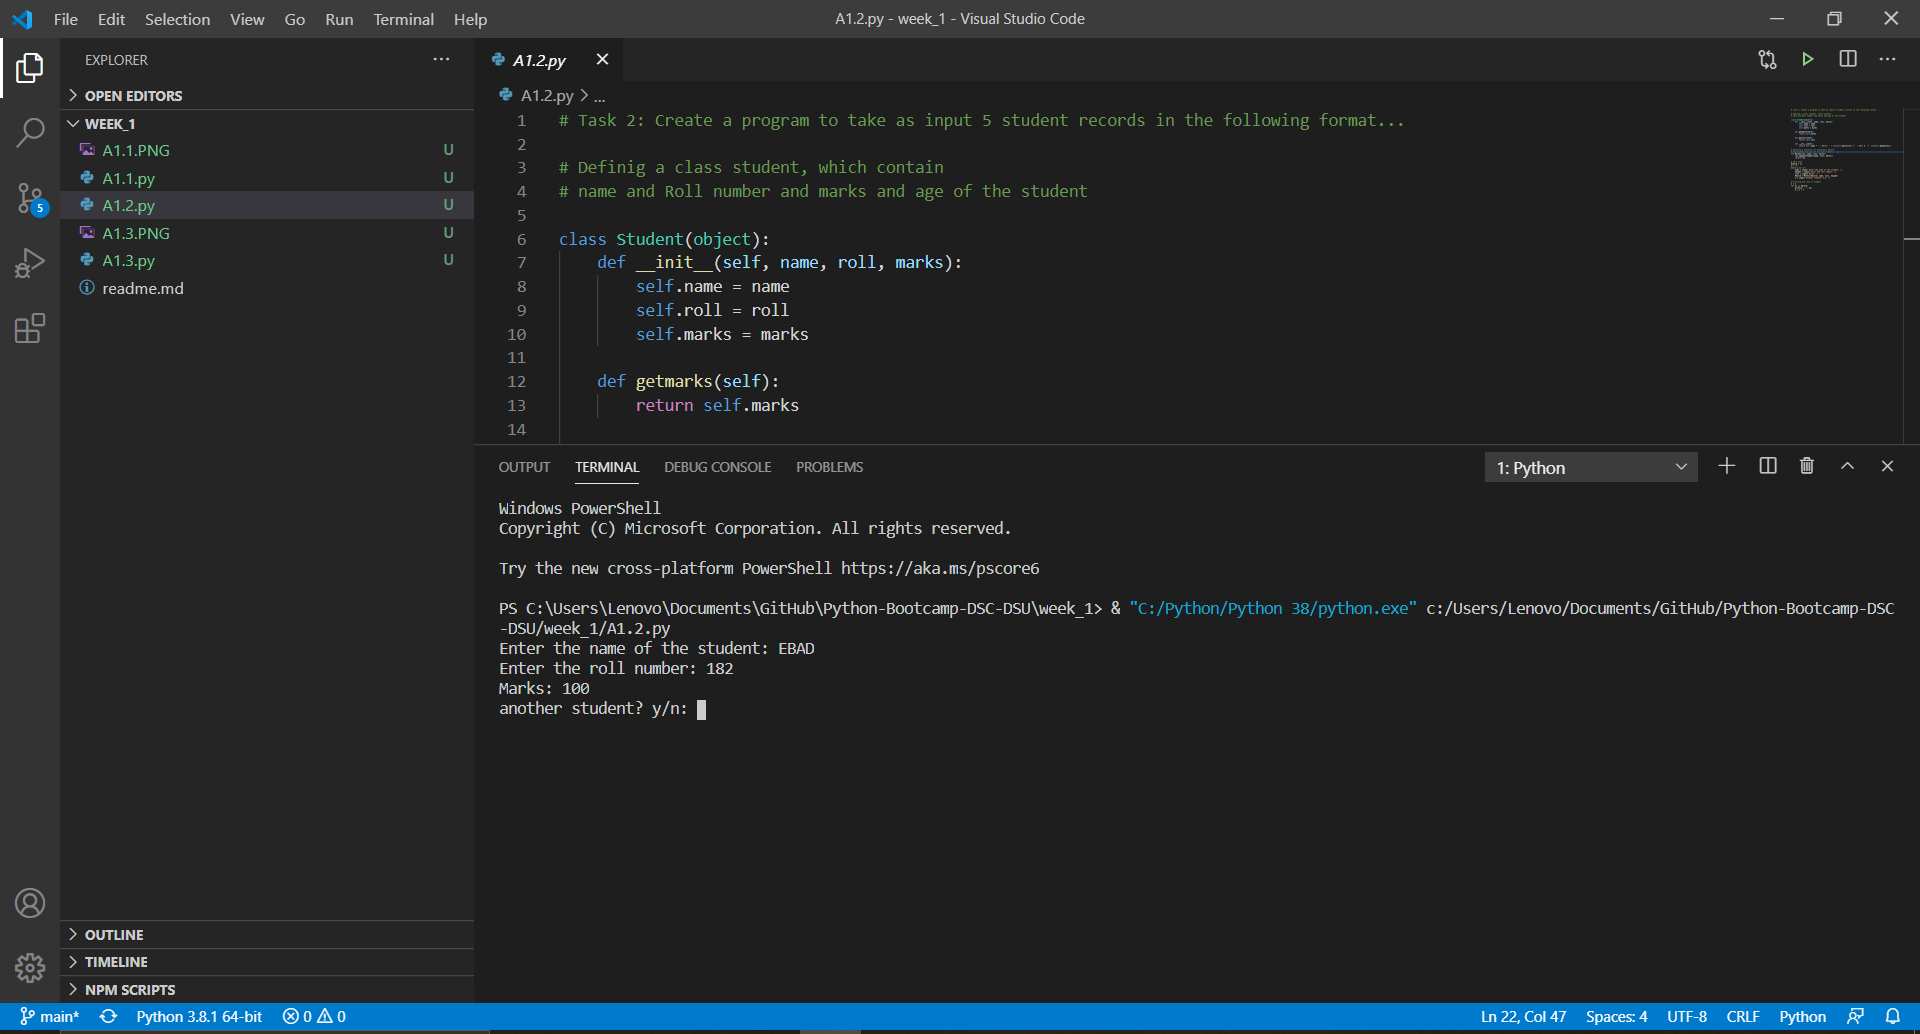 File Edit Selection View Go Run Terminal Help
A1.2.py - week_1 - Visual Studio Code
EXPLORER
OPEN EDITORS
WEEK_1
A1.1.PNG U
A1.1.py U
A1.2.py U
A1.3.PNG U
A1.3.py U
readme.md
5
OUTLINE
TIMELINE
NPM SCRIPTS
A1.2.py
A1.2.py > ...
1 # Task 2: Create a program to take as input 5 student records in the following format...
2
3 # Definig a class student, which contain
4 # name and Roll number and marks and age of the student
5
6 class Student(object):
7 def __init__(self, name, roll, marks):
8 self.name = name
9 self.roll = roll
10 self.marks = marks
11
12 def getmarks(self):
13 return self.marks
14
OUTPUT TERMINAL DEBUG CONSOLE PROBLEMS
1: Python
Windows PowerShell
Copyright (C) Microsoft Corporation. All rights reserved.
Try the new cross-platform PowerShell https://aka.ms/pscore6
PS C:\Users\Lenovo\Documents\GitHub\Python-Bootcamp-DSC-DSU\week_1> & "C:/Python/Python 38/python.exe" c:/Users/Lenovo/Documents/GitHub/Python-Bootcamp-DSC
-DSU/week_1/A1.2.py
Enter the name of the student: EBAD
Enter the roll number: 182
Marks: 100
another student? y/n:
main* Python 3.8.1 64-bit 0 0
Ln 22, Col 47 Spaces: 4 UTF-8 CRLF Python